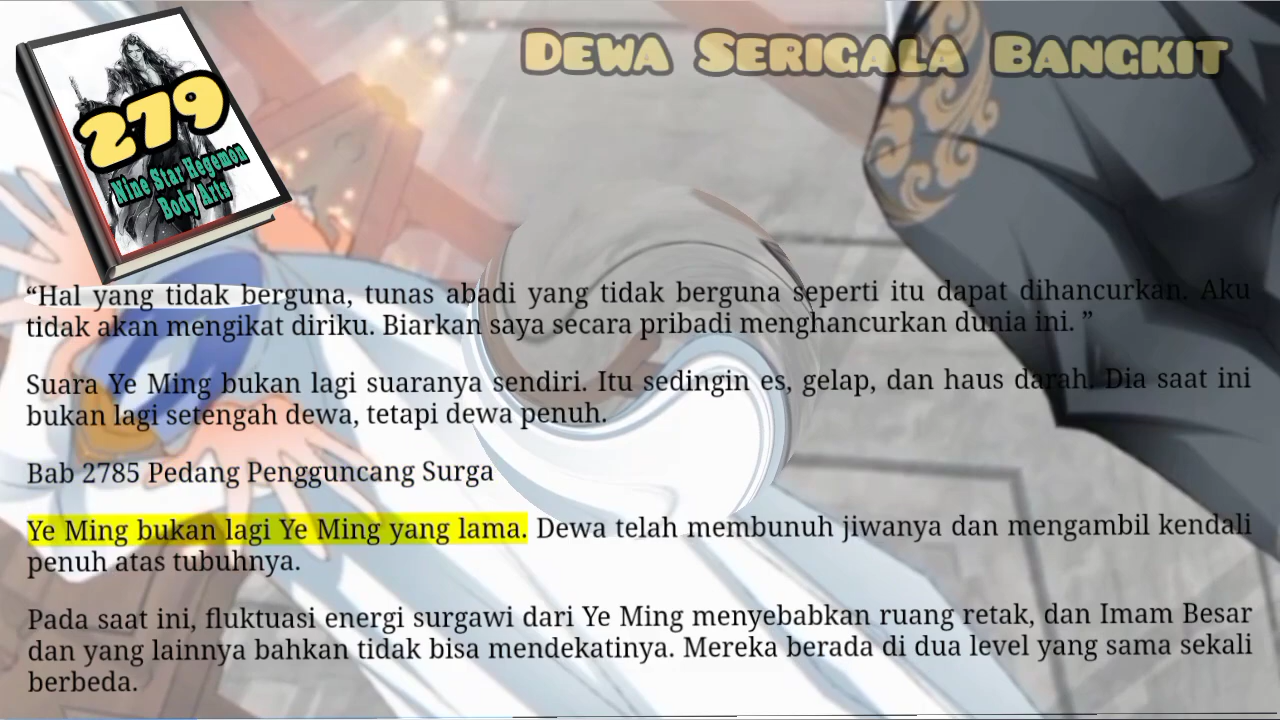 DEWA SERIGALA BANGKIT
279
Nine Star Hegemon
Body Arts
“Hal yang tidak berguna, tunas abadi yang tidak berguna seperti itu dapat dihancurkan. Aku
tidak akan mengikat diriku. Biarkan saya secara pribadi menghancurkan dunia ini. ”
Suara Ye Ming bukan lagi suaranya sendiri. Itu sedingin es, gelap, dan haus darah. Dia saat ini
bukan lagi setengah dewa, tetapi dewa penuh.
Bab 2785 Pedang Pengguncang Surga
Ye Ming bukan lagi Ye Ming yang lama. Dewa telah membunuh jiwanya dan mengambil kendali
penuh atas tubuhnya.
Pada saat ini, fluktuasi energi surgawi dari Ye Ming menyebabkan ruang retak, dan Imam Besar
dan yang lainnya bahkan tidak bisa mendekatinya. Mereka berada di dua level yang sama sekali
berbeda.